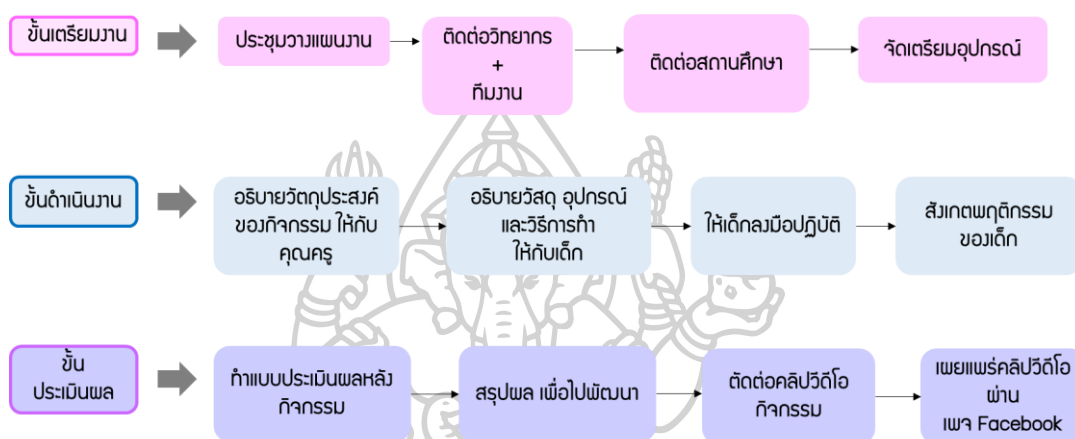 ขั้นเตรียมงาน
ประชุมวางแผนงาน
ติดต่อวิทยากร
+
ทีมงาน
ติดต่อสถานศึกษา
จัดเตรียมอุปกรณ์
ขั้นดำเนินงาน
อธิบายวัตถุประสงค์
ของกิจกรรม ให้กับ
คุณครู
อธิบายวัสดุ อุปกรณ์
และวิธีการทำ
ให้กับเด็ก
ให้เด็กลงมือปฏิบัติ
สังเกตพฤติกรรม
ของเด็ก
ขั้น
ประเมินผล
ทำแบบประเมินผลหลัง
กิจกรรม
สรุปผล เพื่อไปพัฒนา
ตัดต่อคลิปวีดีโอ
กิจกรรม
เผยแพร่คลิปวีดีโอ
ผ่าน
เพจ Facebook